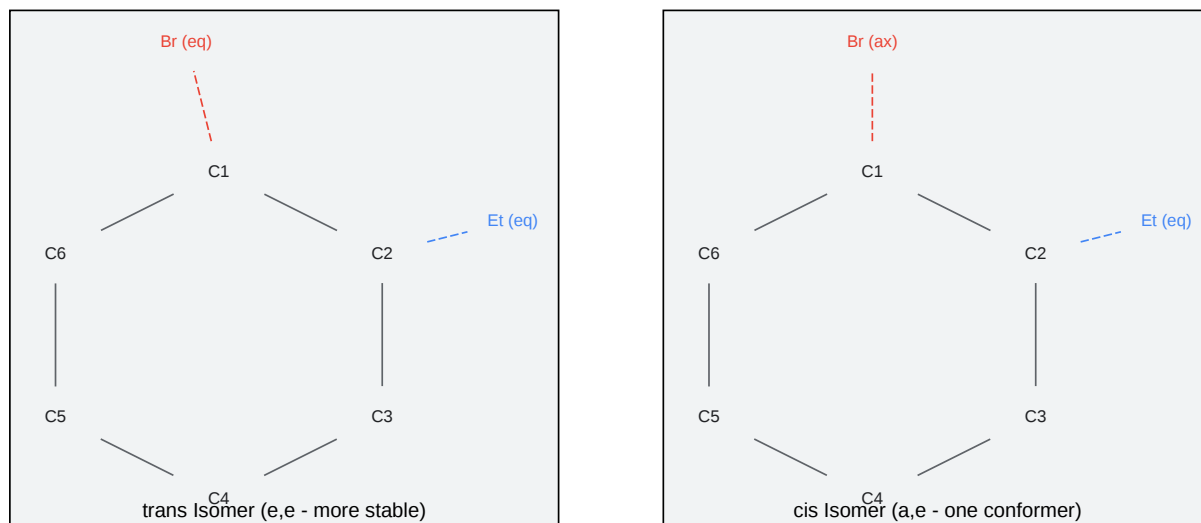 Br (eq)
C1
Et (eq)
C6
C2
C5
C3
C4
trans Isomer (e,e - more stable)
Br (ax)
C1
Et (eq)
C6
C2
C5
C3
C4
cis Isomer (a,e - one conformer)